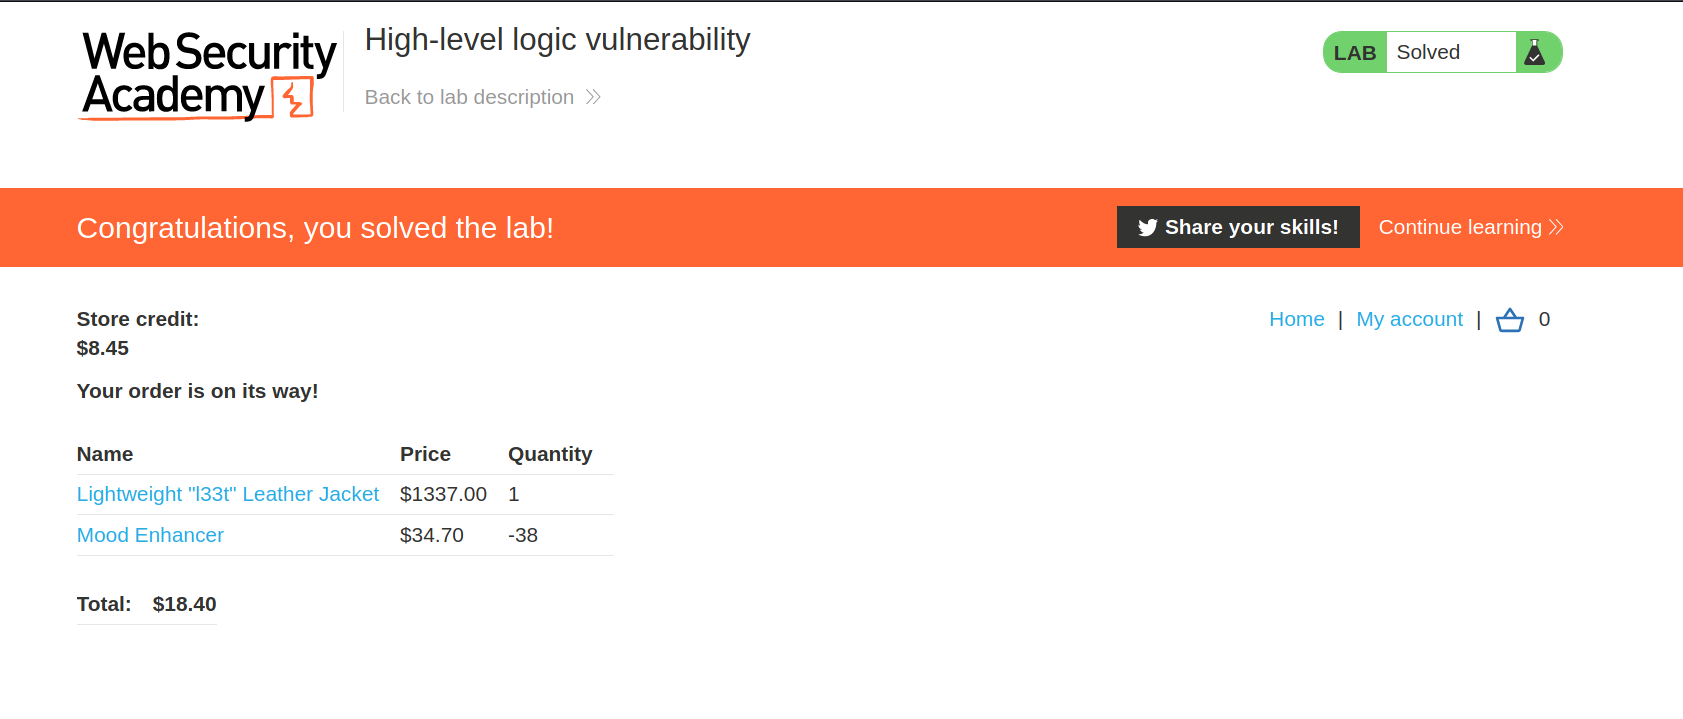 Web Security
Academy
High-level logic vulnerability
Back to lab description
LAB Solved
Congratulations, you solved the lab!
Share your skills! Continue learning
Store credit:
$8.45
Home | My account | 0
Your order is on its way!
Name Price Quantity
Lightweight "l33t" Leather Jacket $1337.00 1
Mood Enhancer $34.70 -38
Total: $18.40